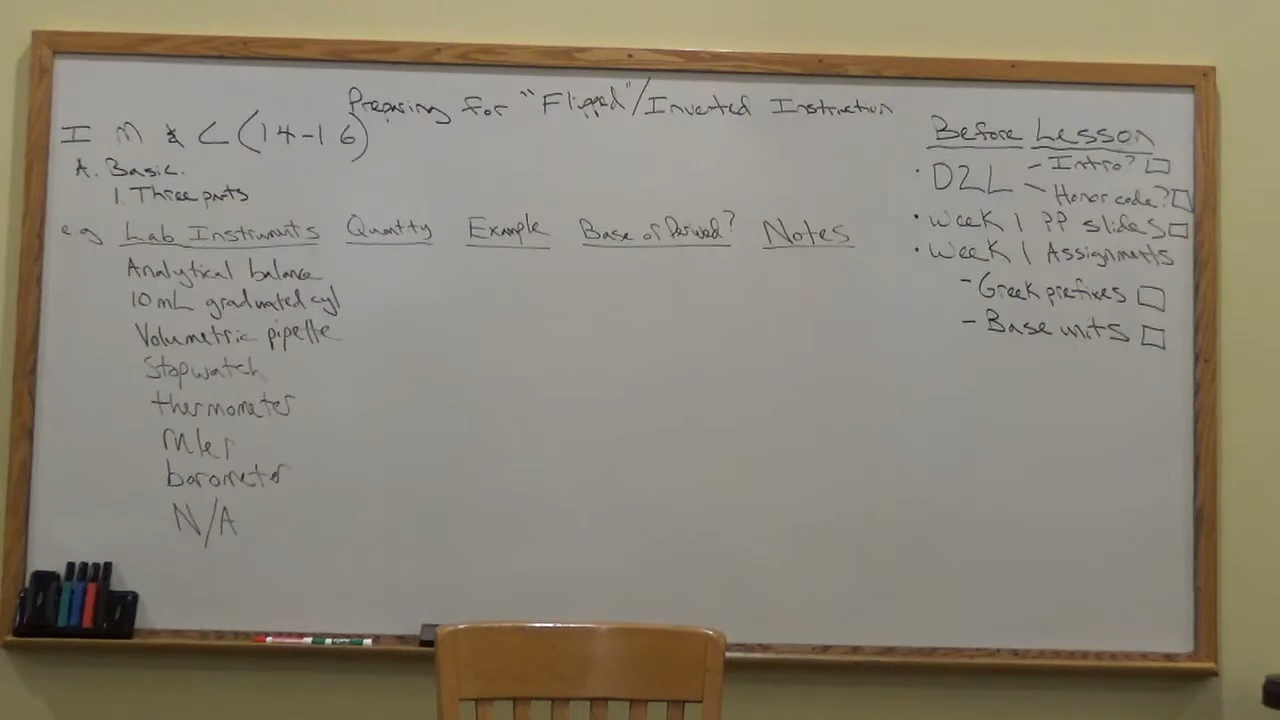 Preparing for "Flipped"/Inverted Instruction
I M & C (14-16)
A. Basic.
1. Three parts
e.g Lab Instruments Quantity Example Base or Derived? Notes
Analytical balance
10 mL graduated cyl
Volumetric pipette
Stopwatch
thermometer
ruler
barometer
N/A
Before Lesson
· D2L – Intro? □
– Honor code? □
· Week 1 PP slides □
· Week 1 Assignments
- Greek prefixes □
- Base units □